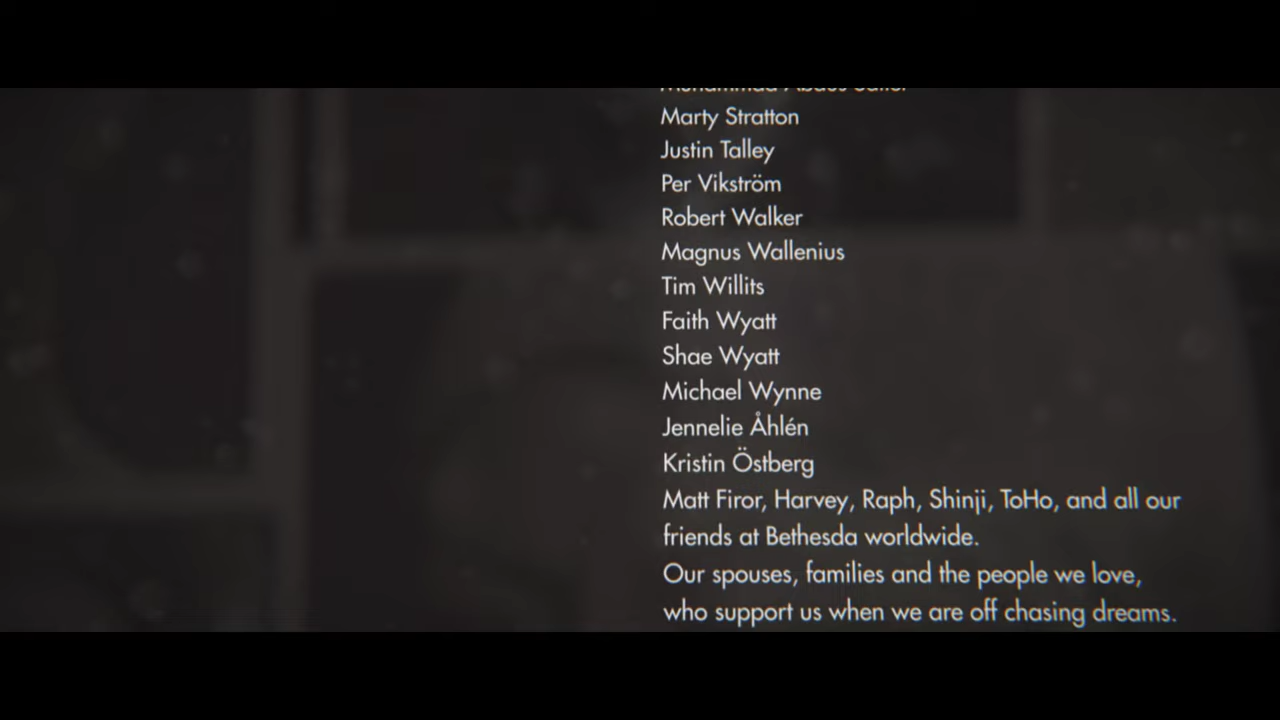 Marty Stratton
Justin Talley
Per Vikström
Robert Walker
Magnus Wallenius
Tim Willits
Faith Wyatt
Shae Wyatt
Michael Wynne
Jennelie Åhlén
Kristin Östberg
Matt Firor, Harvey, Raph, Shinji, ToHo, and all our
friends at Bethesda worldwide.
Our spouses, families and the people we love,
who support us when we are off chasing dreams.